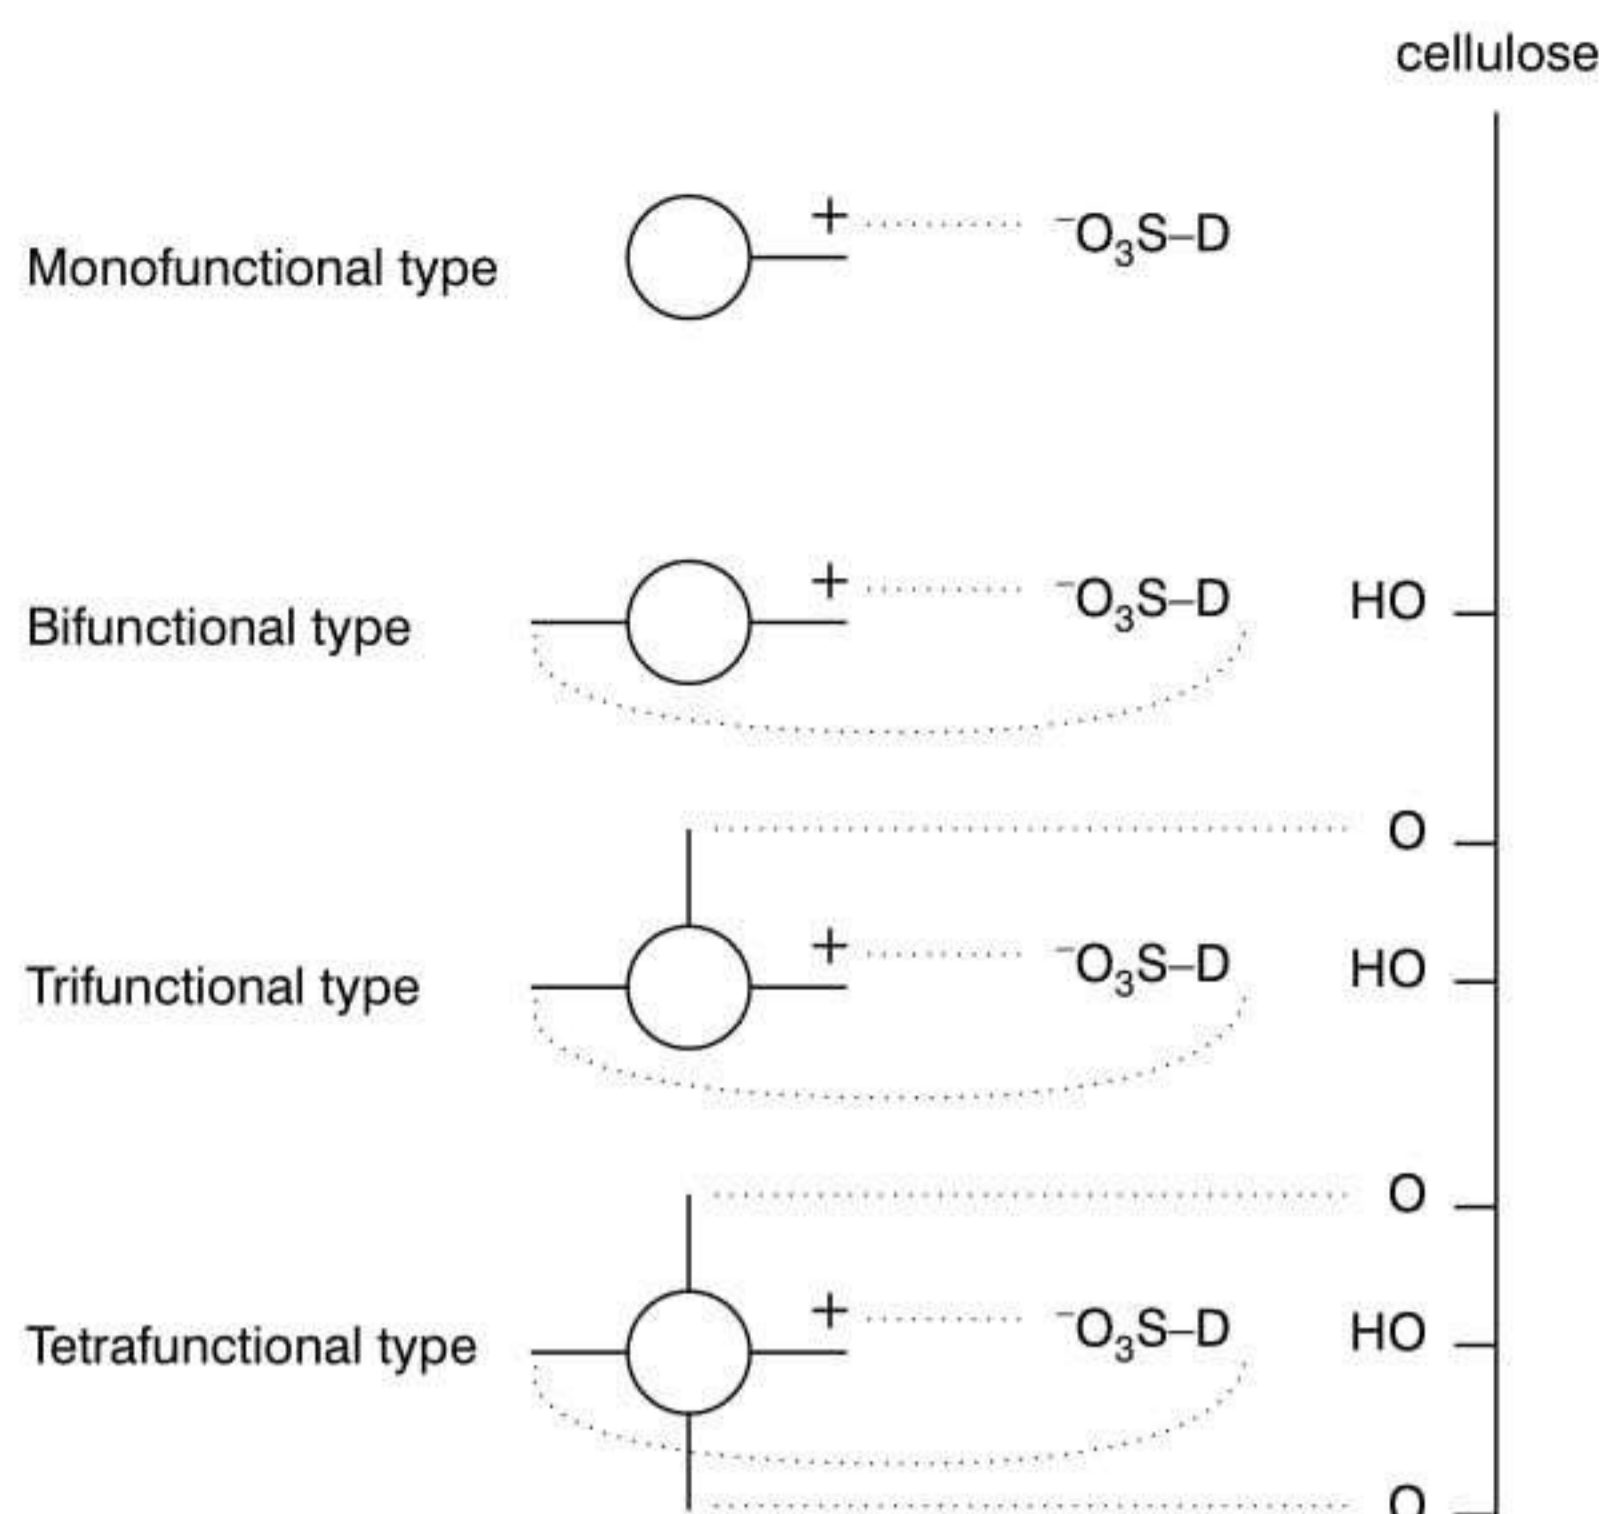 cellulose
Monofunctional type + ⁻O₃S–D
Bifunctional type + ⁻O₃S–D HO
O
Trifunctional type + ⁻O₃S–D HO
O
Tetrafunctional type + ⁻O₃S–D HO
O